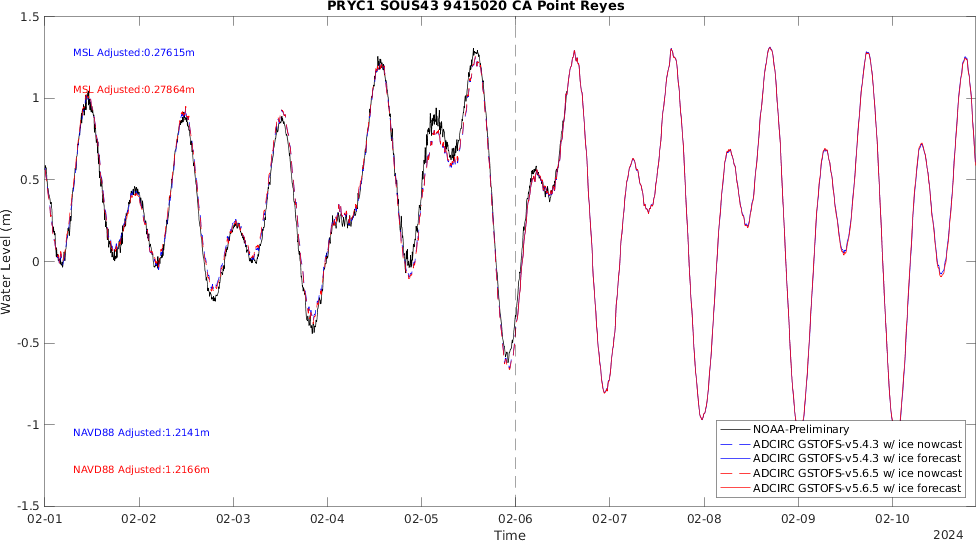 PRYC1 SOUS43 9415020 CA Point Reyes
1.5
MSL Adjusted:0.27615m
1
MSL Adjusted:0.27864m
0.5
0
-0.5
-1
-1.5
Water Level (m)
NAVD88 Adjusted:1.2141m
NAVD88 Adjusted:1.2166m
NOAA-Preliminary
ADCIRC GSTOFS-v5.4.3 w/ ice nowcast
ADCIRC GSTOFS-v5.4.3 w/ ice forecast
ADCIRC GSTOFS-v5.6.5 w/ ice nowcast
ADCIRC GSTOFS-v5.6.5 w/ ice forecast
02-01 02-02 02-03 02-04 02-05 02-06 02-07 02-08 02-09 02-10
Time
2024